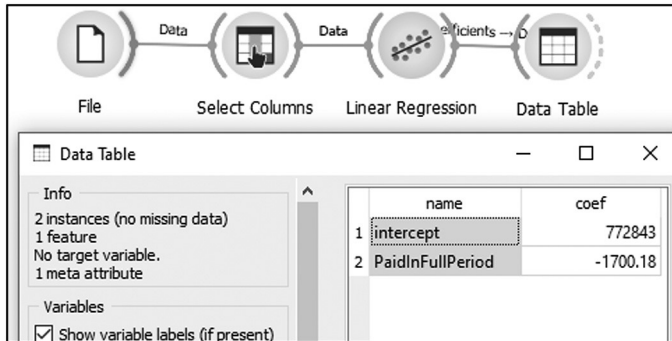 Data
Data
efficients → D
File
Select Columns
Linear Regression
Data Table
Data Table
Info
2 instances (no missing data)
1 feature
No target variable.
1 meta attribute
Variables
Show variable labels (if present)
name coef
1 intercept 772843
2 PaidInFullPeriod -1700.18